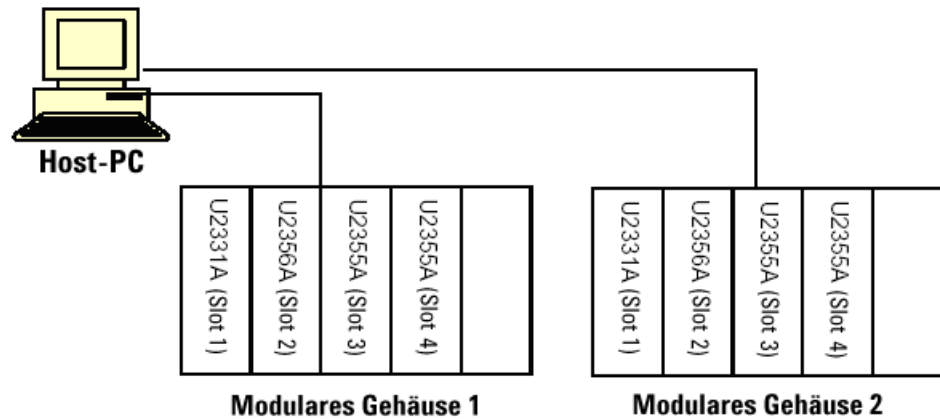 Host-PC
U2331A (Slot 1)
U2356A (Slot 2)
U2355A (Slot 3)
U2355A (Slot 4)
Modulares Gehäuse 1
U2331A (Slot 1)
U2356A (Slot 2)
U2355A (Slot 3)
U2355A (Slot 4)
Modulares Gehäuse 2